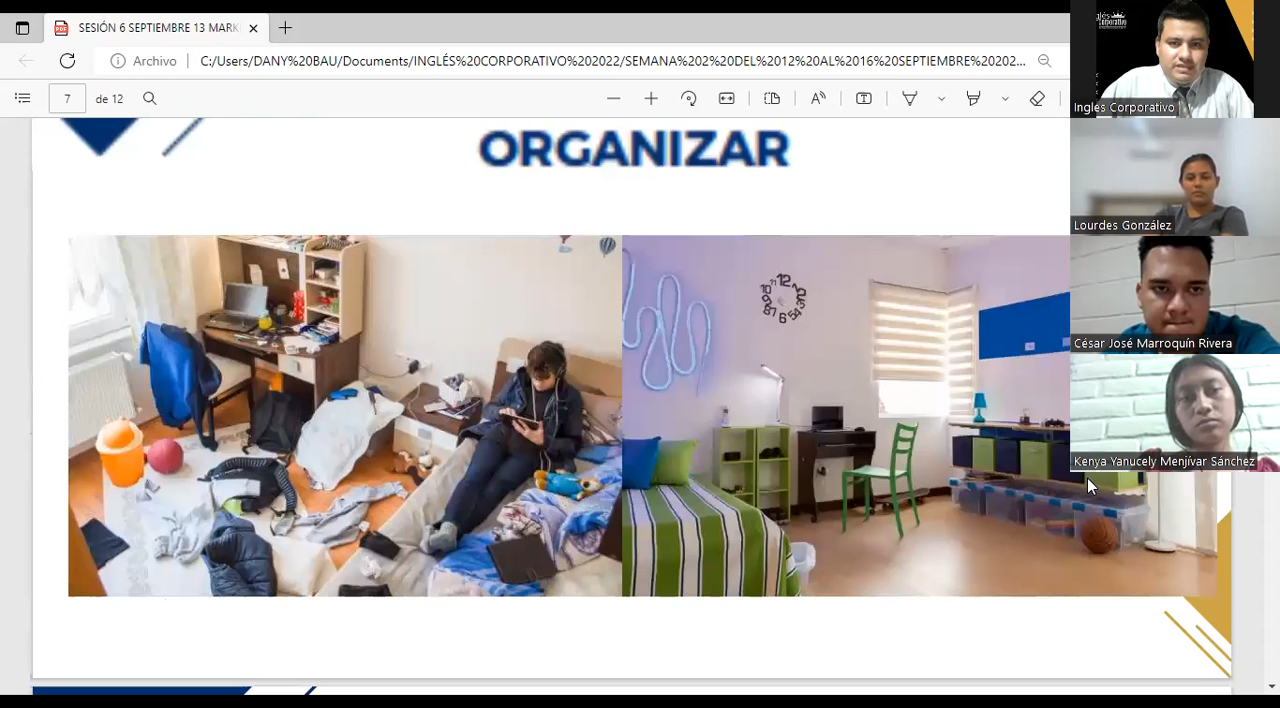 SESIÓN 6 SEPTIEMBRE 13 MARK
Archivo
C:/Users/DANY%20BAU/Documents/INGLÉS%20CORPORATIVO%202022/SEMANA%202%20DEL%2012%20AL%2016%20SEPTIEMBRE%20202...
7 de 12
ORGANIZAR
Ingles Corporativo
Lourdes González
César José Marroquín Rivera
Kenya Yanucely Menjívar Sánchez